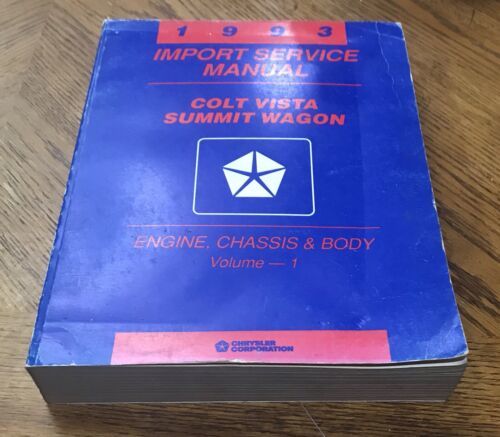 1993
IMPORT SERVICE
MANUAL
COLT VISTA
SUMMIT WAGON
ENGINE, CHASSIS & BODY
Volume — 1
CHRYSLER
CORPORATION